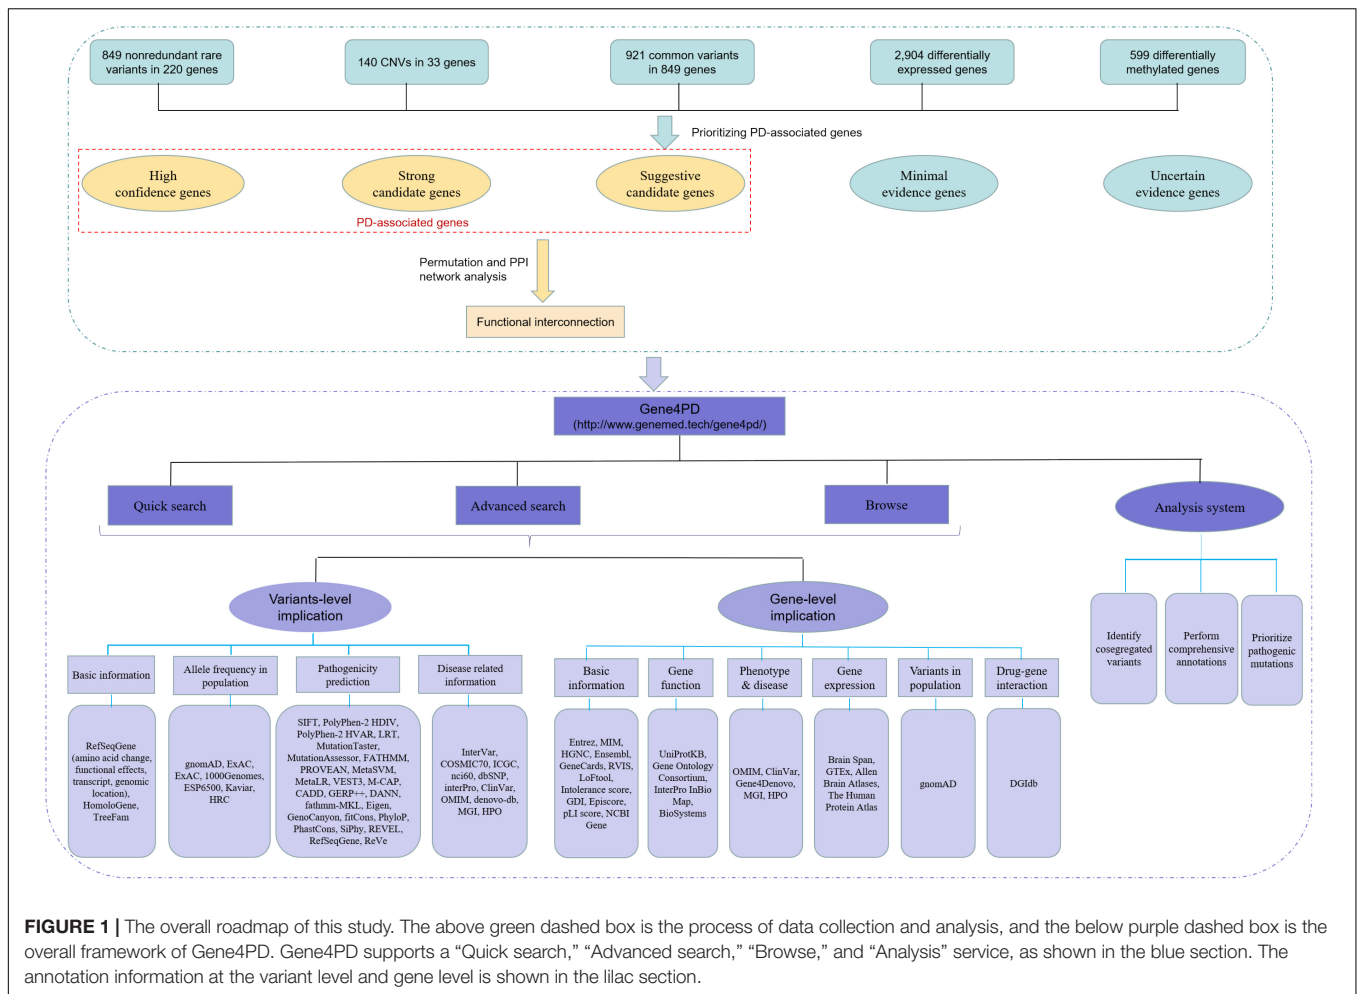 849 nonredundant rare
variants in 220 genes
140 CNVs in 33 genes
921 common variants
in 849 genes
2,904 differentially
expressed genes
599 differentially
methylated genes
Prioritizing PD-associated genes
High
confidence genes
Strong
candidate genes
Suggestive
candidate genes
Minimal
evidence genes
Uncertain
evidence genes
PD-associated genes
Permutation and PPI
network analysis
Functional interconnection
Gene4PD
(http://www.genemed.tech/gene4pd/)
Quick search
Advanced search
Browse
Analysis system
Variants-level
implication
Gene-level
implication
Identify
cosegregated
variants
Perform
comprehensive
annotations
Prioritize
pathogenic
mutations
Basic information
Allele frequency in
population
Pathogenicity
prediction
Disease related
information
Basic
information
Gene
function
Phenotype
& disease
Gene
expression
Variants in
population
Drug-gene
interaction
RefSeqGene
(amino acid change,
functional effects,
transcript, genomic
location),
HomoloGene,
TreeFam
gnomAD, ExAC,
ExAC, 1000Genomes,
ESP6500, Kaviar,
HRC
SIFT, PolyPhen-2 HDIV,
PolyPhen-2 HVAR, LRT,
MutationTaster,
MutationAssessor, FATHMM,
PROVEAN, MetaSVM,
MetaLR, VEST3, M-CAP,
CADD, GERP++, DANN,
fathmm-MKL, Eigen,
GenoCanyon, fitCons, PhyloP,
PhastCons, SiPhy, REVEL,
RefSeqGene, ReVe
InterVar,
COSMIC70, ICGC,
nci60, dbSNP,
interPro, ClinVar,
OMIM, denovo-db,
MGI, HPO
Entrez, MIM,
HGNC, Ensembl,
GeneCards, RVIS,
LoFtool,
Intolerance score,
GDI, Episcore,
pLI score, NCBI
Gene
UniProtKB,
Gene Ontology
Consortium,
InterPro InBio
Map,
BioSystems
OMIM, ClinVar,
Gene4Denovo,
MGI, HPO
Brain Span,
GTEx, Allen
Brain Atlases,
The Human
Protein Atlas
gnomAD
DGIdb
FIGURE 1 | The overall roadmap of this study. The above green dashed box is the process of data collection and analysis, and the below purple dashed box is the
overall framework of Gene4PD. Gene4PD supports a “Quick search,” “Advanced search,” “Browse,” and “Analysis” service, as shown in the blue section. The
annotation information at the variant level and gene level is shown in the lilac section.